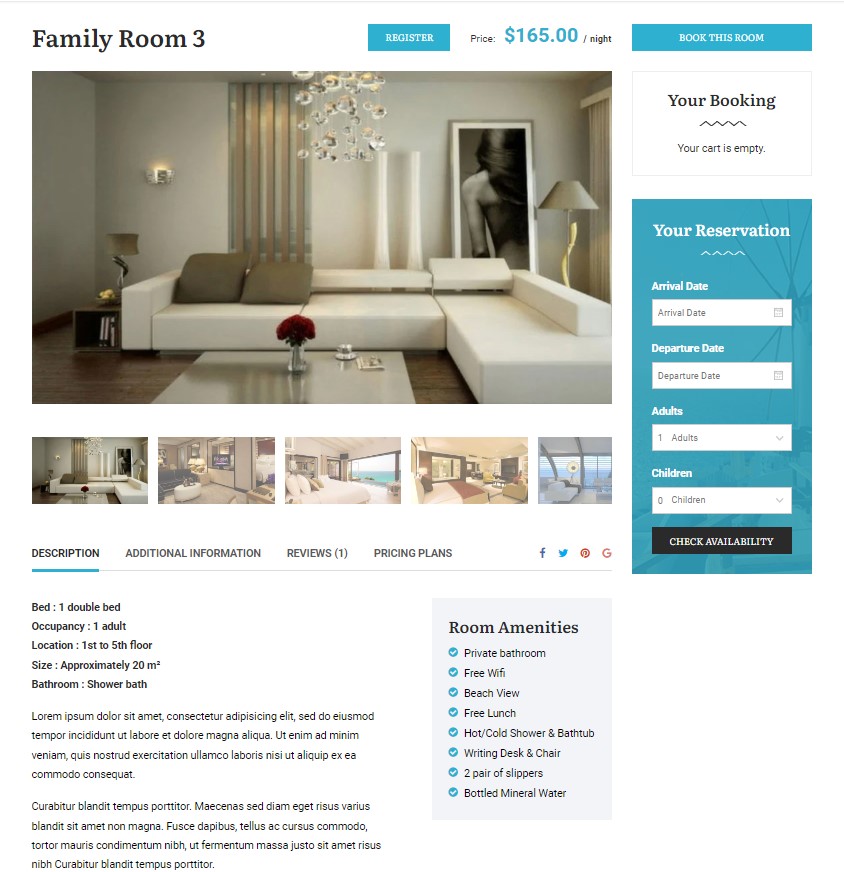 Family Room 3
REGISTER
Price: $165.00 / night
BOOK THIS ROOM
Your Booking
Your cart is empty.
Your Reservation
Arrival Date
Arrival Date
Departure Date
Departure Date
Adults
1 Adults
Children
0 Children
CHECK AVAILABILITY
DESCRIPTION
ADDITIONAL INFORMATION
REVIEWS (1)
PRICING PLANS
Bed : 1 double bed
Occupancy : 1 adult
Location : 1st to 5th floor
Size : Approximately 20 m²
Bathroom : Shower bath
Lorem ipsum dolor sit amet, consectetur adipisicing elit, sed do eiusmod
tempor incididunt ut labore et dolore magna aliqua. Ut enim ad minim
veniam, quis nostrud exercitation ullamco laboris nisi ut aliquip ex ea
commodo consequat.
Curabitur blandit tempus porttitor. Maecenas sed diam eget risus varius
blandit sit amet non magna. Fusce dapibus, tellus ac cursus commodo,
tortor mauris condimentum nibh, ut fermentum massa justo sit amet risus
nibh Curabitur blandit tempus porttitor.
Room Amenities
Private bathroom
Free Wifi
Beach View
Free Lunch
Hot/Cold Shower & Bathtub
Writing Desk & Chair
2 pair of slippers
Bottled Mineral Water